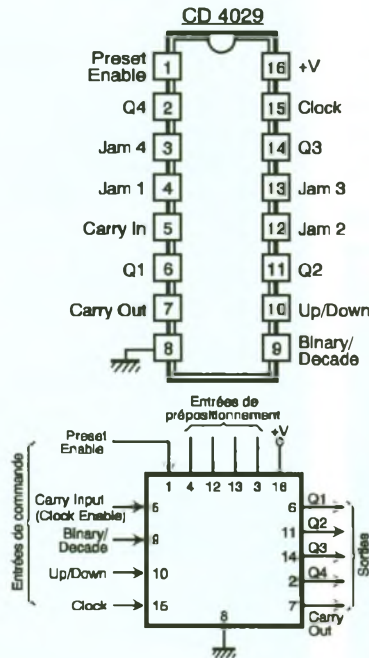 CD 4029
Preset
Enable 1 16 +V
Q4 2 15 Clock
Jam 4 3 14 Q3
Jam 1 4 13 Jam 3
Carry In 5 12 Jam 2
Q1 6 11 Q2
Carry Out 7 10 Up/Down
8 9 Binary/
Decade
Entrées de
prépositionnement
Preset
Enable
+V
1 4 12 13 3 16
Entrées de commande
Carry Input
(Clock Enable)
5
Binary/
Decade
9
Up/Down 10
Clock 15
8
6 Q1
11 Q2
14 Q3
2 Q4
7 Carry
Out
Sorties